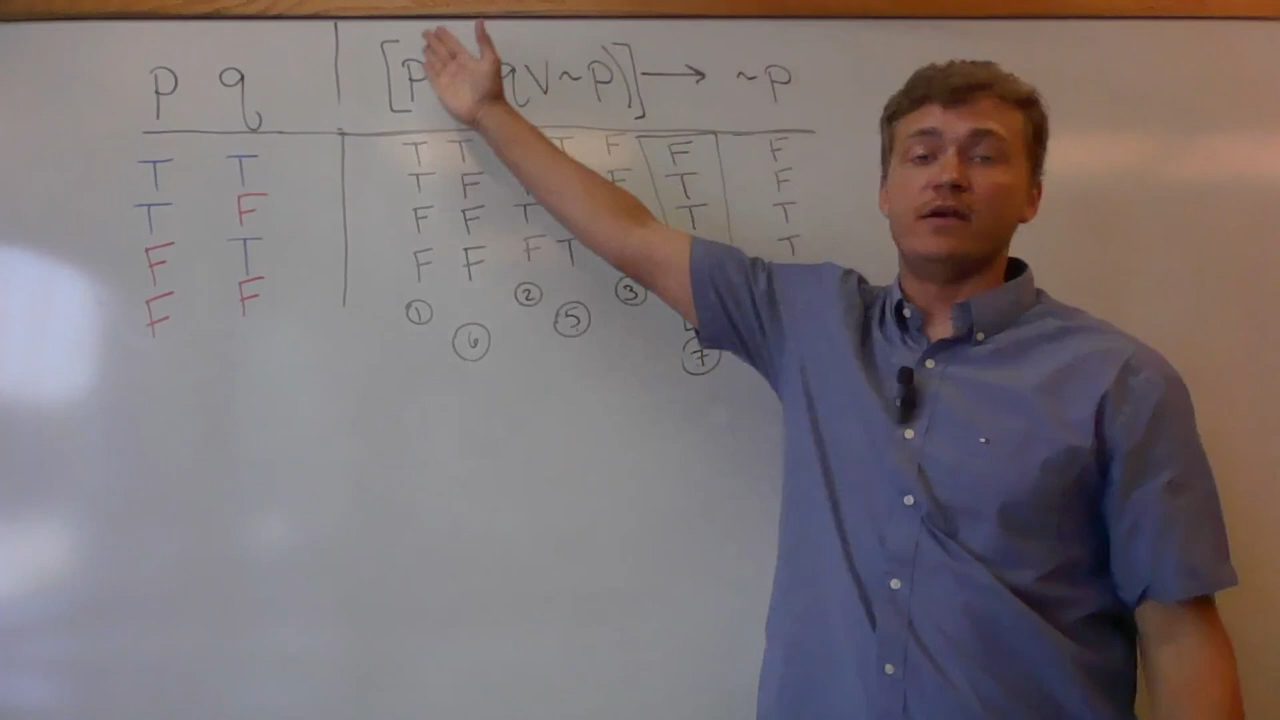 p q [p q ∨ ~p)] → ~p
T T T T T F F F
T F T F F T F
F T F F T T T
F F F F F T T
① ② ③
⑥ ⑤ ⑦